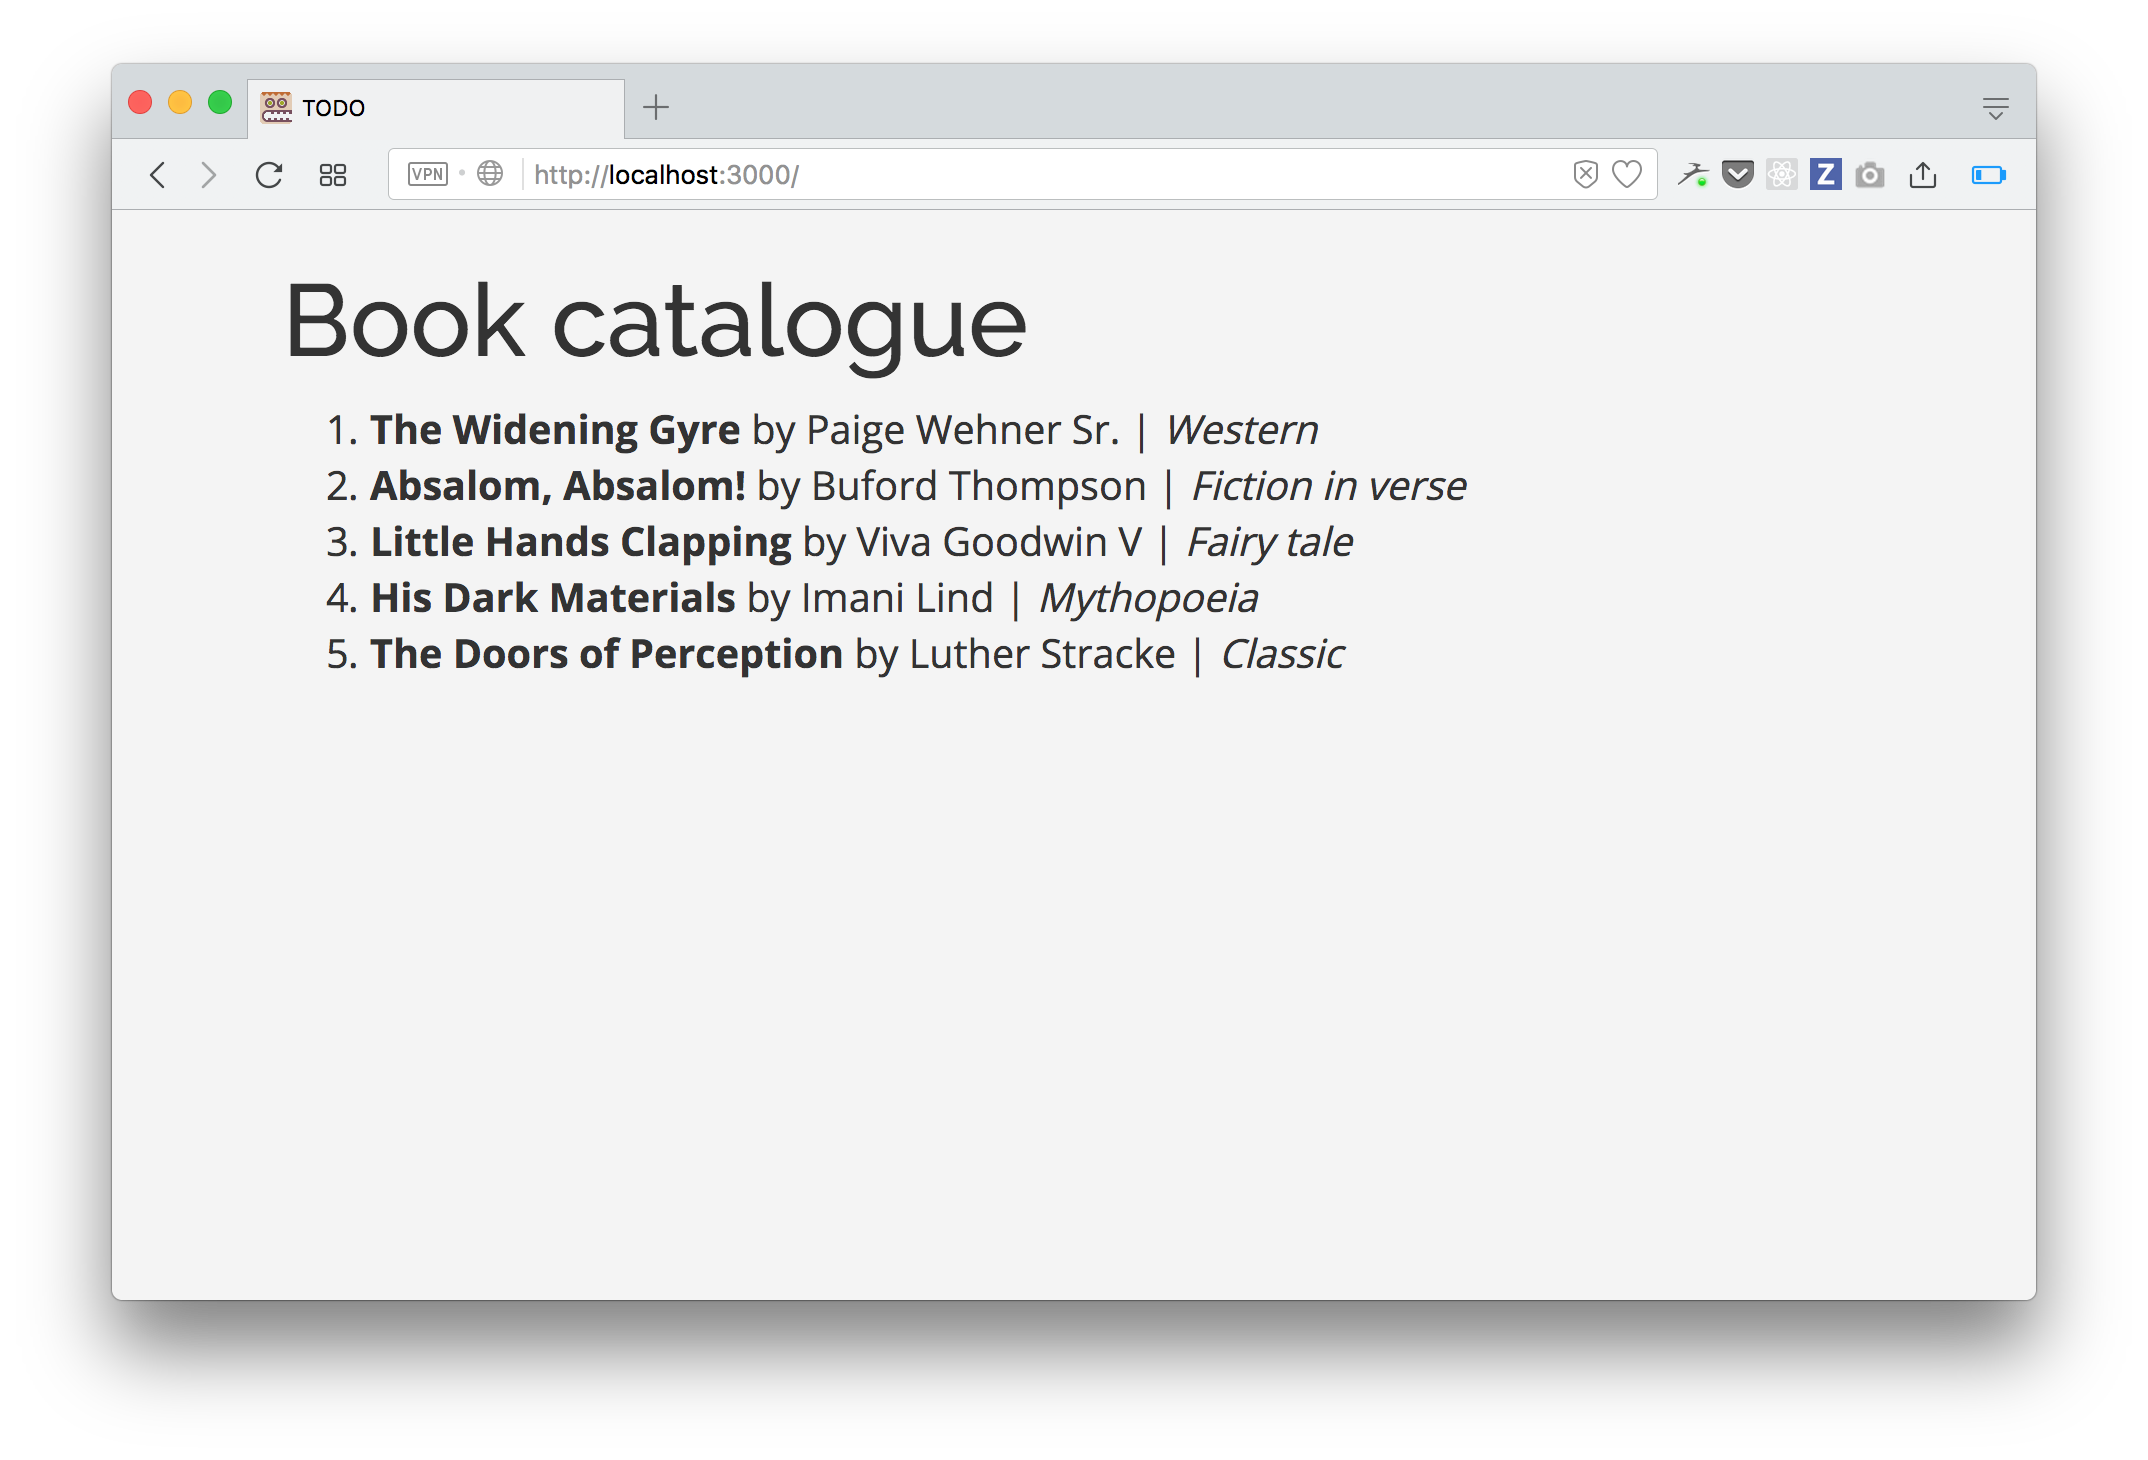 TODO
VPN http://localhost:3000/ Z
Book catalogue
1. The Widening Gyre by Paige Wehner Sr. | Western
2. Absalom, Absalom! by Buford Thompson | Fiction in verse
3. Little Hands Clapping by Viva Goodwin V | Fairy tale
4. His Dark Materials by Imani Lind | Mythopoeia
5. The Doors of Perception by Luther Stracke | Classic